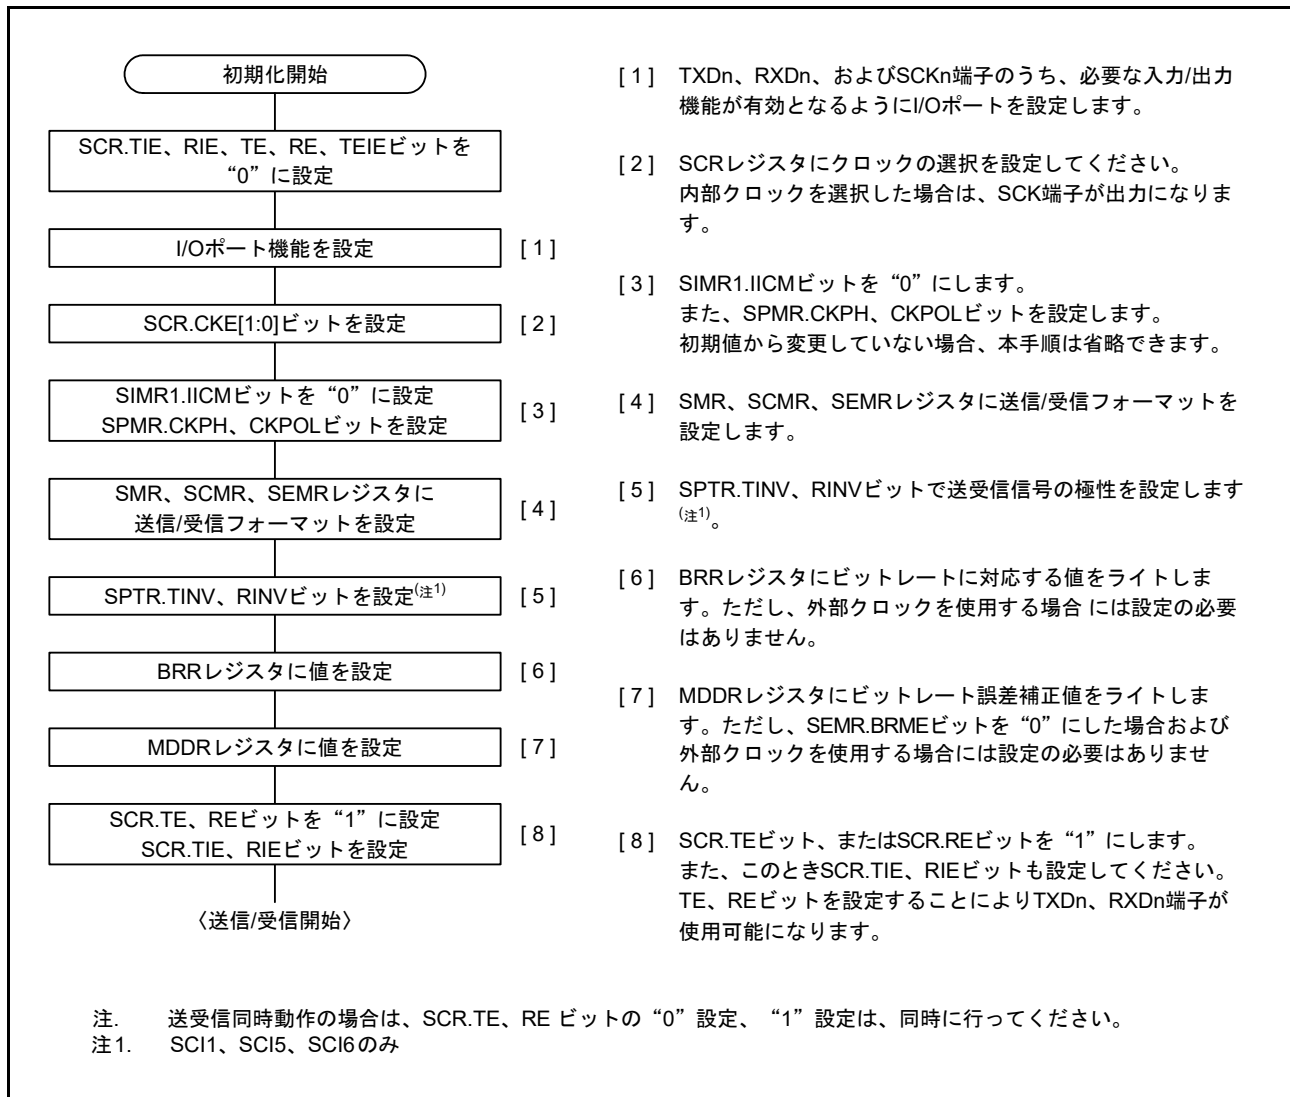 初期化開始
SCR.TIE、RIE、TE、RE、TEIEビットを
“0”に設定
I/Oポート機能を設定
[ 1 ]
SCR.CKE[1:0]ビットを設定
[ 2 ]
SIMR1.IICMビットを“0”に設定
SPMR.CKPH、CKPOLビットを設定
[ 3 ]
SMR、SCMR、SEMRレジスタに
送信/受信フォーマットを設定
[ 4 ]
SPTR.TINV、RINVビットを設定(注1)
[ 5 ]
BRRレジスタに値を設定
[ 6 ]
MDDRレジスタに値を設定
[ 7 ]
SCR.TE、REビットを“1”に設定
SCR.TIE、RIEビットを設定
[ 8 ]
〈送信/受信開始〉
[ 1 ] TXDn、RXDn、およびSCKn端子のうち、必要な入力/出力
機能が有効となるようにI/Oポートを設定します。
[ 2 ] SCRレジスタにクロックの選択を設定してください。
内部クロックを選択した場合は、SCK端子が出力になりま
す。
[ 3 ] SIMR1.IICMビットを“0”にします。
また、SPMR.CKPH、CKPOLビットを設定します。
初期値から変更していない場合、本手順は省略できます。
[ 4 ] SMR、SCMR、SEMRレジスタに送信/受信フォーマットを
設定します。
[ 5 ] SPTR.TINV、RINVビットで送受信信号の極性を設定します
(注1)。
[ 6 ] BRRレジスタにビットレートに対応する値をライトしま
す。ただし、外部クロックを使用する場合 には設定の必要
はありません。
[ 7 ] MDDRレジスタにビットレート誤差補正値をライトしま
す。ただし、SEMR.BRMEビットを“0”にした場合および
外部クロックを使用する場合には設定の必要はありませ
ん。
[ 8 ] SCR.TEビット、またはSCR.REビットを“1”にします。
また、このときSCR.TIE、RIEビットも設定してください。
TE、REビットを設定することによりTXDn、RXDn端子が
使用可能になります。
注. 送受信同時動作の場合は、SCR.TE、RE ビットの“0”設定、“1”設定は、同時に行ってください。
注1. SCI1、SCI5、SCI6のみ